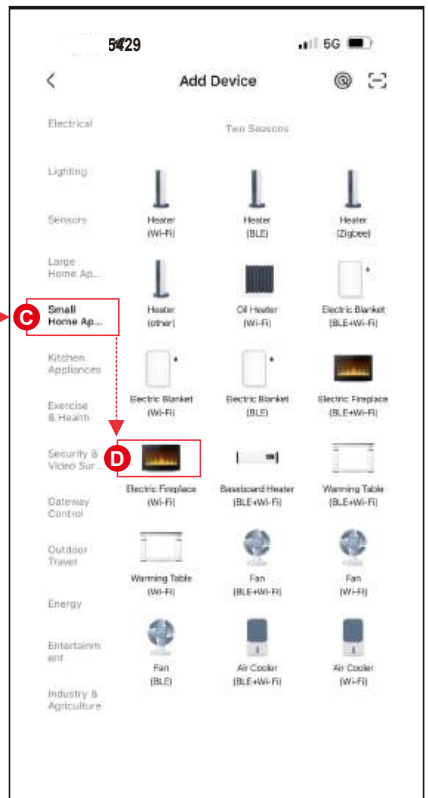 5429
5G
Add Device
Electrical
Lighting
Sensors
Large
Home Ap...
C
Small
Home Ap...
Kitchen
Appliances
Exercise
& Health
Security &
Video Sur...
Gateway
Control
Outdoor
Travel
Energy
Entertainm
ent
Industry &
Agriculture
Two Seasons
Heater
(Wi-Fi)
Heater
(BLE)
Heater
(Zigbee)
Heater
(other)
Oil Heater
(Wi-Fi)
Electric Blanket
(BLE+Wi-Fi)
Electric Blanket
(Wi-Fi)
Electric Blanket
(BLE)
Electric Fireplace
(BLE+Wi-Fi)
D
Electric Fireplace
(Wi-Fi)
Baseboard Heater
(BLE+Wi-Fi)
Warming Table
(BLE+Wi-Fi)
Warming Table
(Wi-Fi)
Fan
(BLE+Wi-Fi)
Fan
(Wi-Fi)
Fan
(BLE)
Air Cooler
(BLE+Wi-Fi)
Air Cooler
(Wi-Fi)